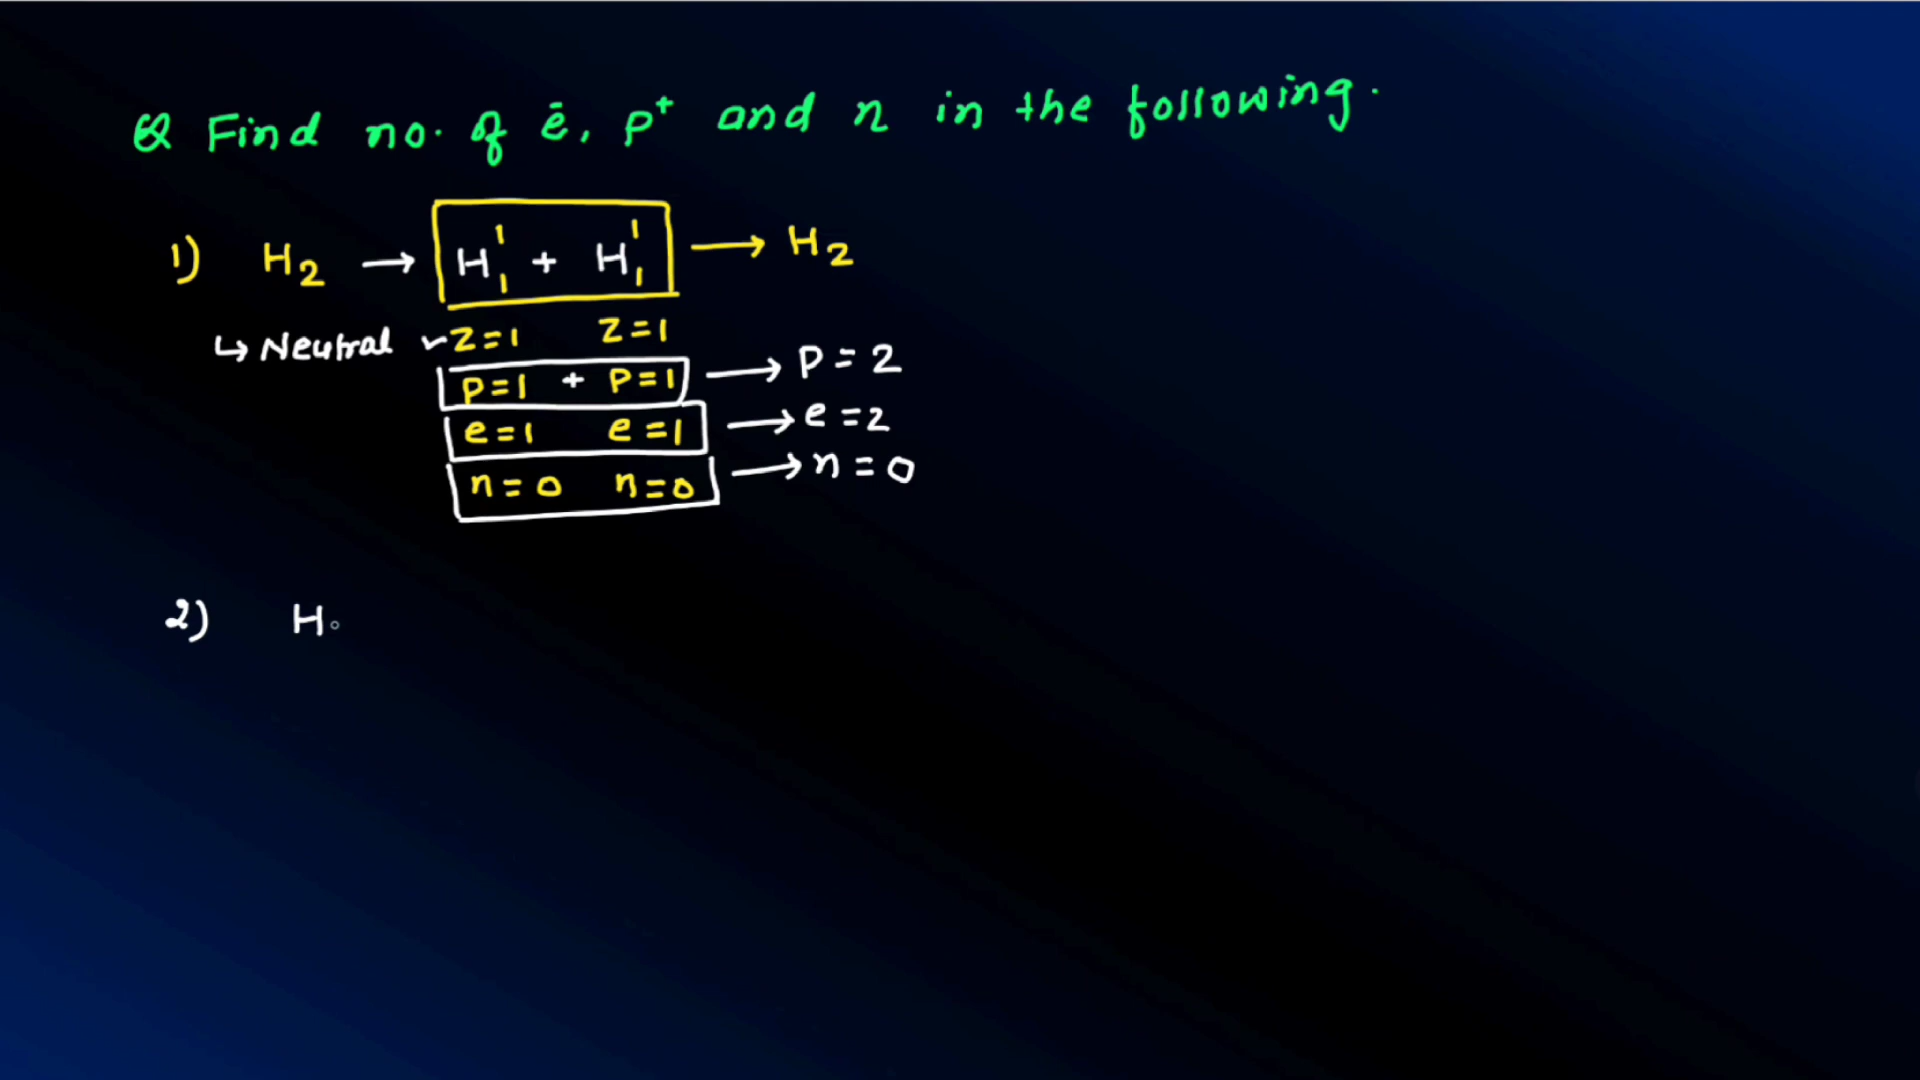 Q Find no. of ē, p⁺ and n in the following.
1) H₂ → H¹₁ + H¹₁ → H₂
↳ Neutral Z=1 Z=1
P=1 + P=1 → P=2
e=1 e=1 → e=2
n=0 n=0 → n=0
2) H